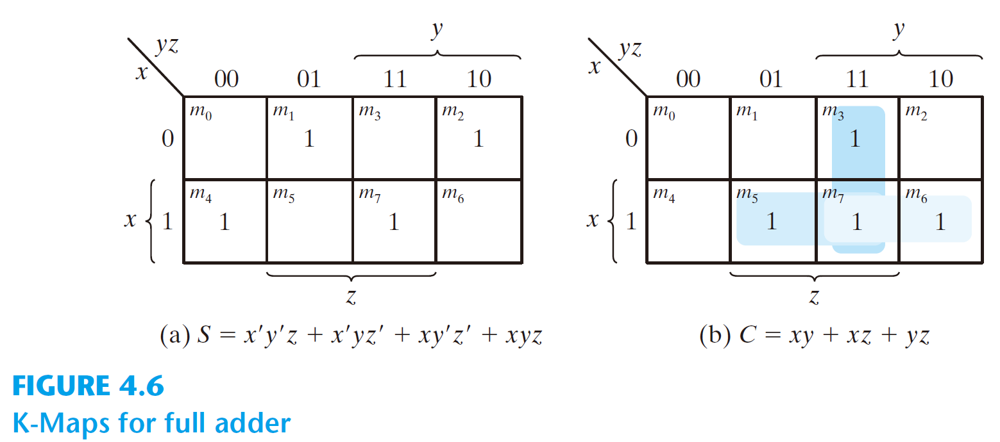 yz y
x 00 01 11 10
m₀ m₁ m₃ m₂
0 1 1
m₄ m₅ m₇ m₆
x 1 1 1
z
(a) S = x′y′z + x′yz′ + xy′z′ + xyz
yz y
x 00 01 11 10
m₀ m₁ m₃ m₂
0 1
m₄ m₅ m₇ m₆
x 1 1 1 1
z
(b) C = xy + xz + yz
FIGURE 4.6
K-Maps for full adder